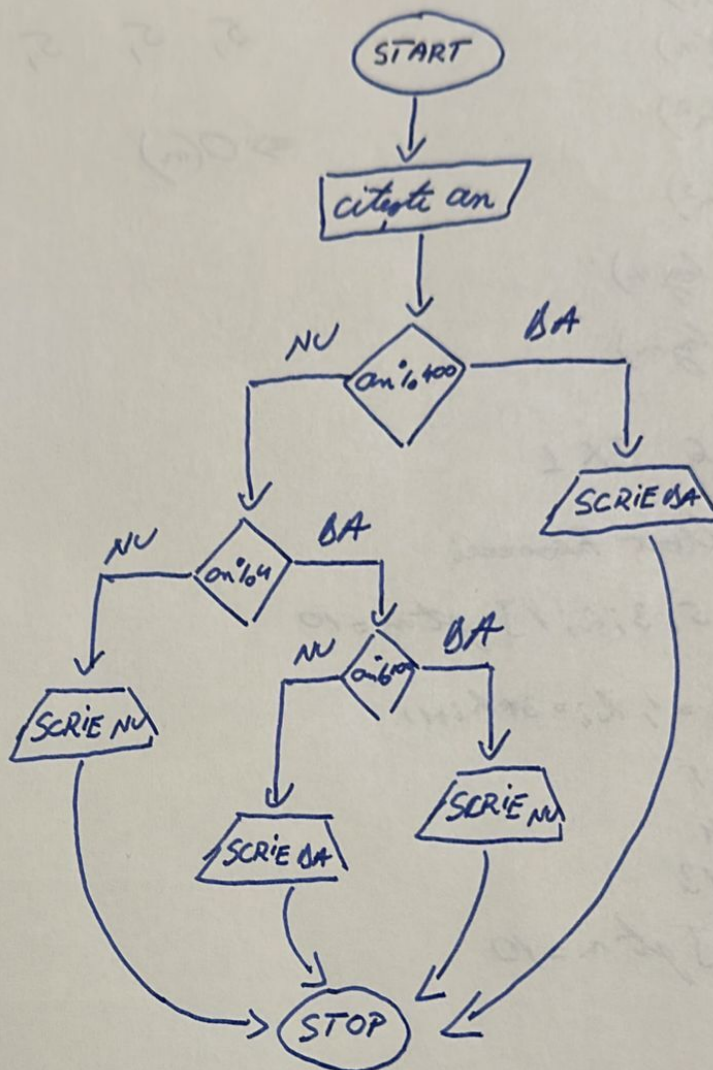 START
citește an
NU
DA
an%400
SCRIE DA
NU
DA
an%4
NU
DA
SCRIE NU
SCRIE NU
SCRIE DA
STOP